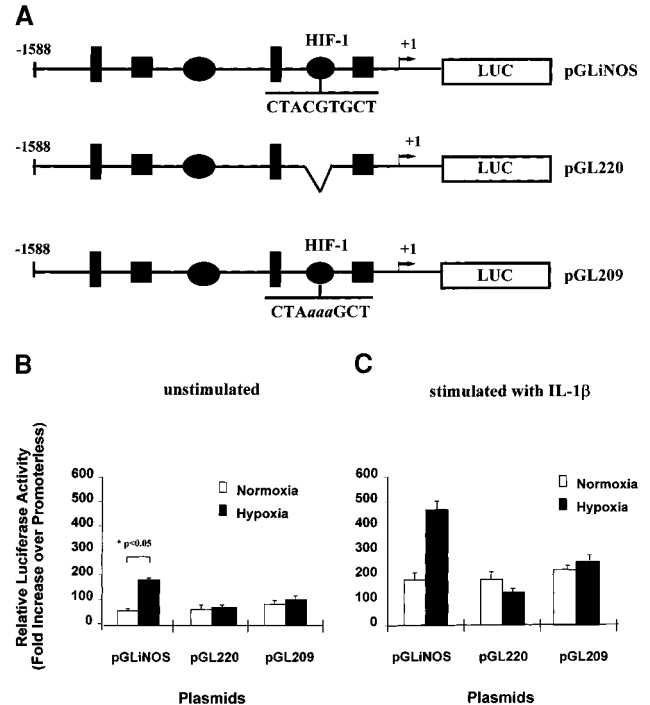 A
HIF-1
-1588
+1
LUC
pGLiNOS
CTACGTGCT
-1588
+1
LUC
pGL220
HIF-1
-1588
+1
LUC
pGL209
CTAaaaGCT
B
unstimulated
Relative Luciferase Activity
(Fold Increase over Promoterless)
600
500
400
300
200
100
0
Normoxia
Hypoxia
* p<0.05
pGLiNOS
pGL220
pGL209
Plasmids
C
stimulated with IL-1β
600
500
400
300
200
100
0
Normoxia
Hypoxia
pGLiNOS
pGL220
pGL209
Plasmids